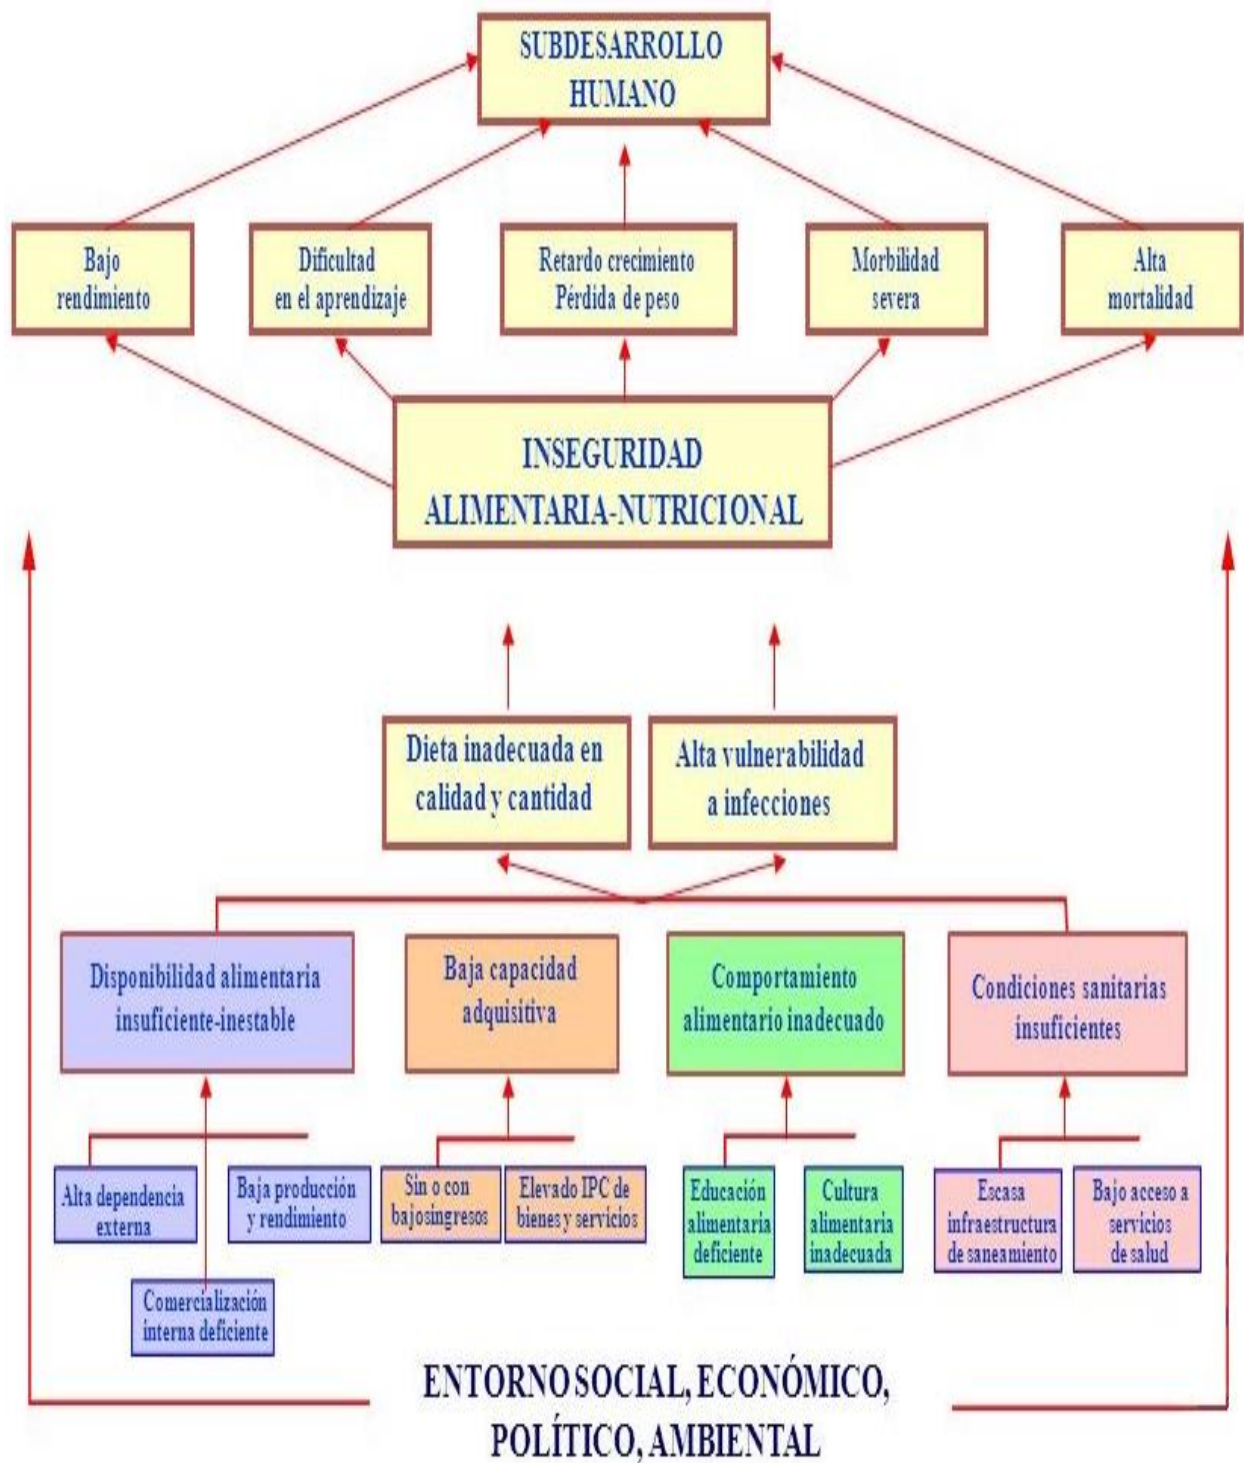 SUBDESARROLLO
HUMANO
Bajo
rendimiento
Dificultad
en el aprendizaje
Retardo crecimiento
Pérdida de peso
Morbilidad
severa
Alta
mortalidad
INSEGURIDAD
ALIMENTARIA-NUTRICIONAL
Dieta inadecuada en
calidad y cantidad
Alta vulnerabilidad
a infecciones
Disponibilidad alimentaria
insuficiente-inestable
Baja capacidad
adquisitiva
Comportamiento
alimentario inadecuado
Condiciones sanitarias
insuficientes
Alta dependencia
externa
Baja producción
y rendimiento
Sin o con
bajosingresos
Elevado IPC de
bienes y servicios
Educación
alimentaria
deficiente
Cultura
alimentaria
inadecuada
Escasa
infraestructura
de saneamiento
Bajo acceso a
servicios
de salud
Comercialización
interna deficiente
ENTORNO SOCIAL, ECONÓMICO,
POLÍTICO, AMBIENTAL